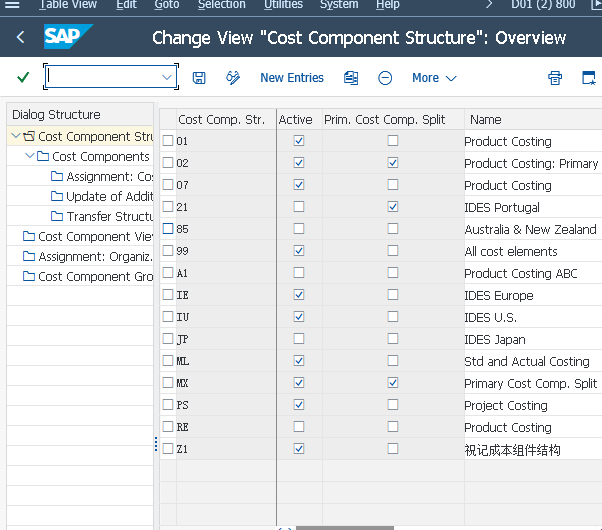 Table View Edit Goto Selection Utilities System Help D01 (2) 800
SAP Change View "Cost Component Structure": Overview
New Entries More
Dialog Structure
Cost Component Stru
Cost Components
Assignment: Cos
Update of Addit
Transfer Structu
Cost Component View
Assignment: Organiz.
Cost Component Gro
Cost Comp. Str. Active Prim. Cost Comp. Split Name
01 Product Costing
02 Product Costing: Primary
07 Product Costing
21 IDES Portugal
85 Australia & New Zealand
99 All cost elements
A1 Product Costing ABC
IE IDES Europe
IU IDES U.S.
JP IDES Japan
ML Std and Actual Costing
MX Primary Cost Comp. Split
PS Project Costing
RE Product Costing
Z1 祝记成本组件结构